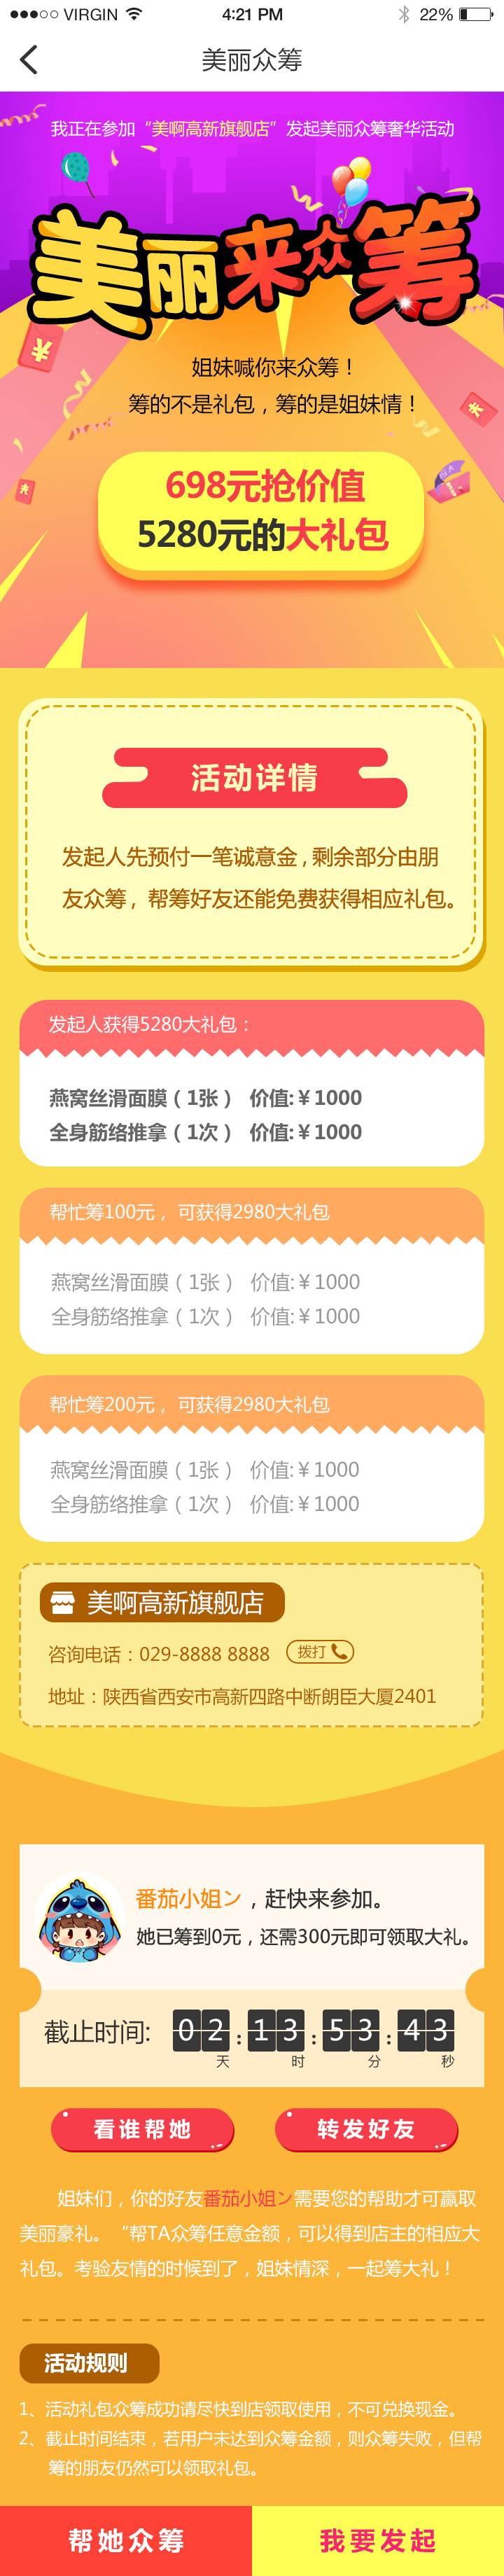 VIRGIN 4:21 PM 22%
美丽众筹
我正在参加“美啊高新旗舰店”发起美丽众筹奢华活动
美丽来众筹
姐妹喊你来众筹！
筹的不是礼包，筹的是姐妹情！
698元抢价值
5280元的大礼包
活动详情
发起人先预付一笔诚意金，剩余部分由朋
友众筹，帮筹好友还能免费获得相应礼包。
发起人获得5280大礼包：
燕窝丝滑面膜（1张） 价值:￥1000
全身筋络推拿（1次） 价值:￥1000
帮忙筹100元， 可获得2980大礼包
燕窝丝滑面膜（1张） 价值:￥1000
全身筋络推拿（1次） 价值:￥1000
帮忙筹200元， 可获得2980大礼包
燕窝丝滑面膜（1张） 价值:￥1000
全身筋络推拿（1次） 价值:￥1000
美啊高新旗舰店
咨询电话：029-8888 8888 拨打
地址：陕西省西安市高新四路中断朗臣大厦2401
番茄小姐ン，赶快来参加。
她已筹到0元，还需300元即可领取大礼。
截止时间: 02天:13时:53分:43秒
看谁帮她 转发好友
姐妹们，你的好友番茄小姐ン需要您的帮助才可赢取
美丽豪礼。“帮TA众筹任意金额，可以得到店主的相应大
礼包。考验友情的时候到了，姐妹情深，一起筹大礼！
活动规则
1、活动礼包众筹成功请尽快到店领取使用，不可兑换现金。
2、截止时间结束，若用户未达到众筹金额，则众筹失败，但帮
筹的朋友仍然可以领取礼包。
帮她众筹 我要发起